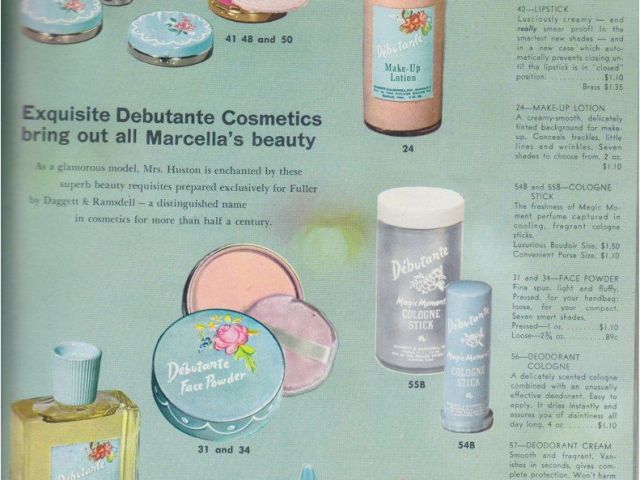 41 48 and 50
Débutante
Make-Up
Lotion
24
Exquisite Debutante Cosmetics
bring out all Marcella's beauty
As a glamorous model, Mrs. Huston is enchanted by these
superb beauty requisites prepared exclusively for Fuller
by Daggett & Ramsdell — a distinguished name
in cosmetics for more than half a century.
Débutante
Magic Moment
COLOGNE
STICK
55B
Débutante
Magic Moment
COLOGNE
STICK
54B
Débutante
Face Powder
31 and 34
Débutante
42—LIPSTICK
Lusciously creamy — and
really smear proof! In the
smartest new shades — and
in a new case which auto-
matically prevents closing un-
til the lipstick is in "closed"
position. . . . . . . . . . . $1.10
Brass $1.35
24—MAKE-UP LOTION
A creamy-smooth, delicately
tinted background for make-
up. Conceals freckles, little
lines and wrinkles. Seven
shades to choose from. 2 oz.
$1.10
54B and 55B—COLOGNE
STICK
The freshness of Magic Mo-
ment perfume captured in
cooling, fragrant cologne
sticks.
Luxurious Boudoir Size. $1.50
Convenient Purse Size. $1.10
31 and 34—FACE POWDER
Fine spun, light and fluffy.
Pressed, for your handbag;
loose, for your compact.
Seven smart shades.
Pressed—1 oz. . . . . . . $1.10
Loose—2¾ oz. . . . . . . 89c
56—DEODORANT
COLOGNE
A delicately scented cologne
combined with an unusually
effective deodorant. Easy to
apply. It dries instantly and
assures you of daintiness all
day long. 4 oz. . . . . . $1.10
57—DEODORANT CREAM
Smooth and fragrant. Van-
ishes in seconds, gives com-
plete protection. Won't harm